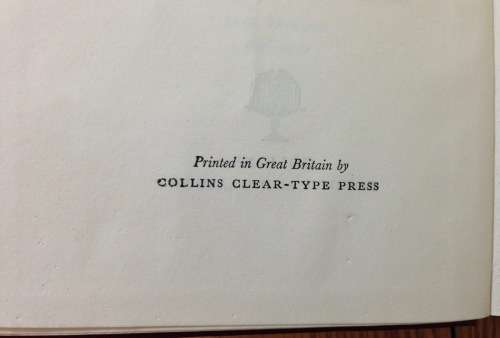 Printed in Great Britain by
COLLINS CLEAR-TYPE PRESS